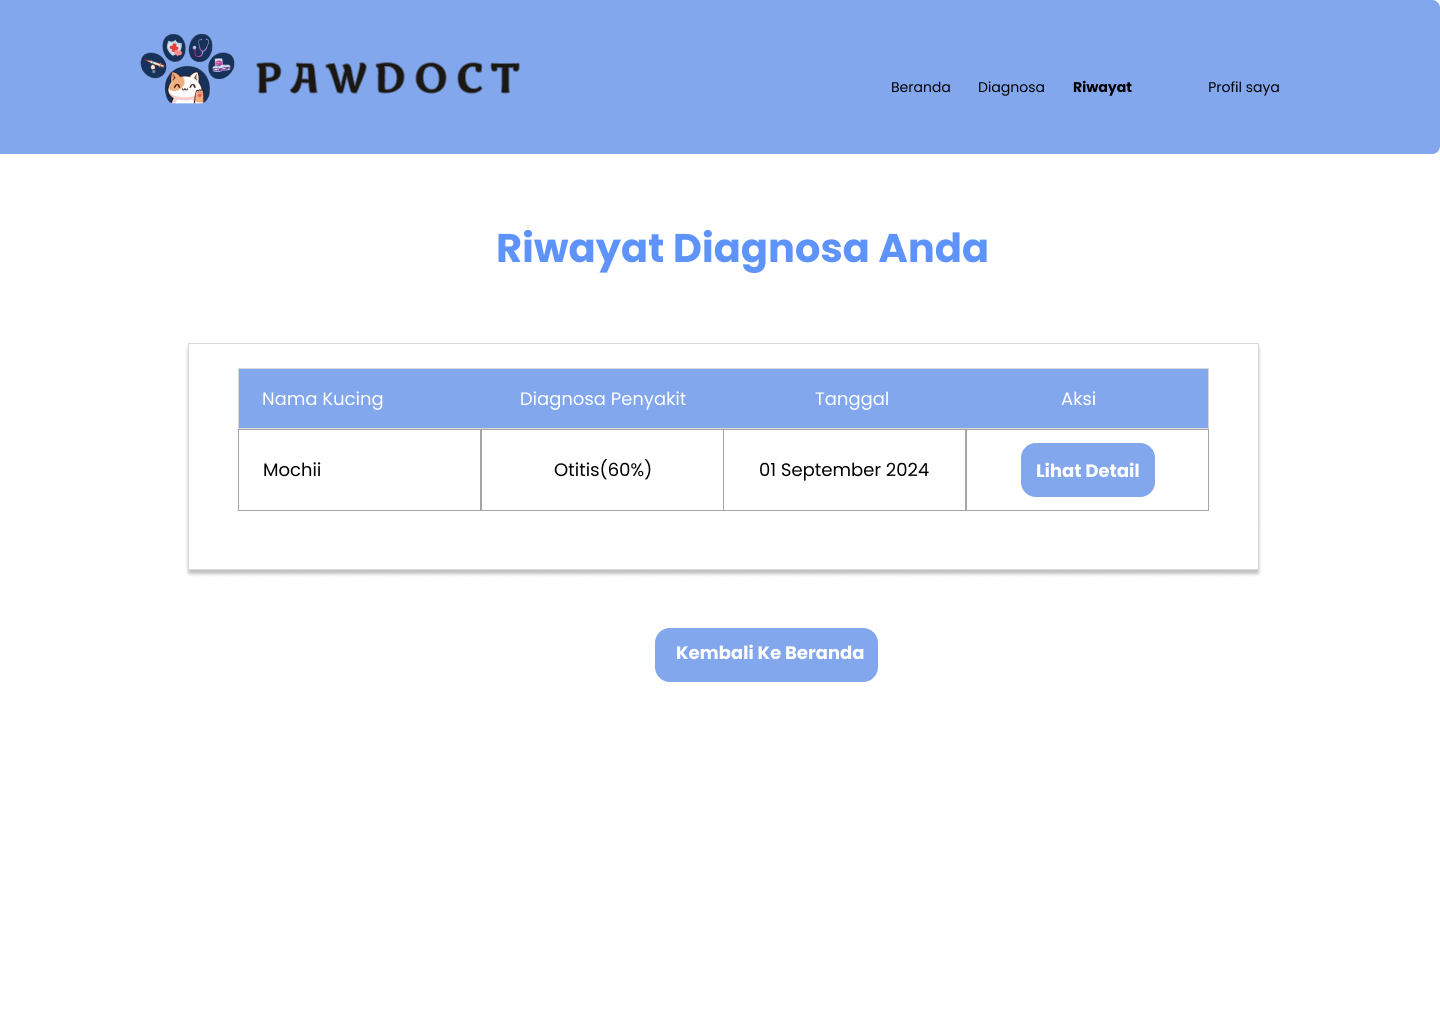 PAWDOCT
Beranda Diagnosa Riwayat Profil saya
Riwayat Diagnosa Anda
Nama Kucing Diagnosa Penyakit Tanggal Aksi
Mochii Otitis(60%) 01 September 2024 Lihat Detail
Kembali Ke Beranda